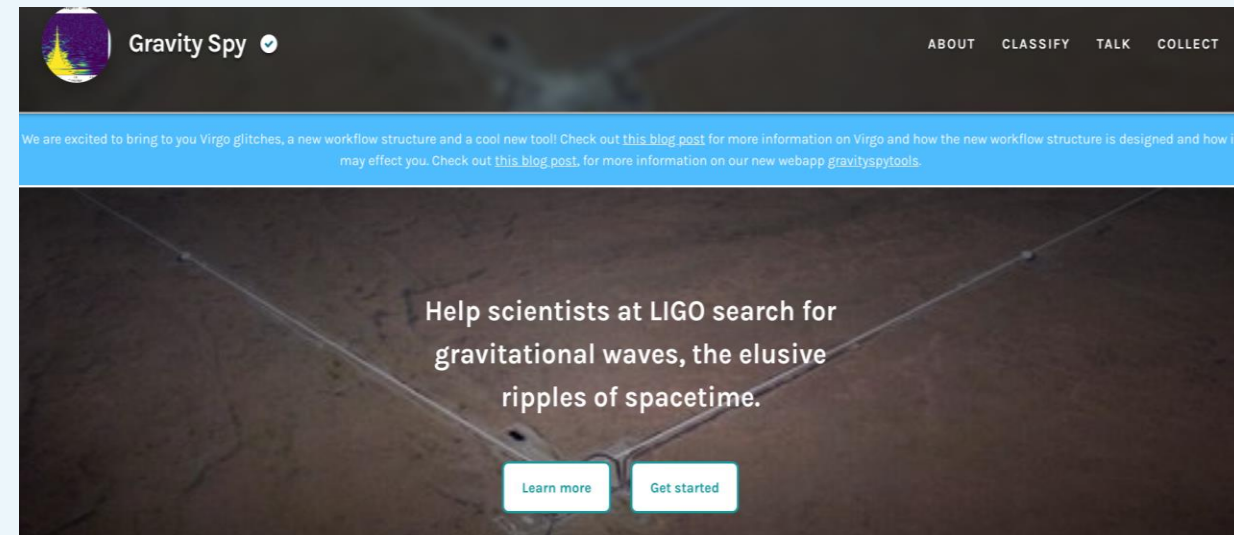 Gravity Spy
ABOUT CLASSIFY TALK COLLECT
We are excited to bring to you Virgo glitches, a new workflow structure and a cool new tool! Check out this blog post for more information on Virgo and how the new workflow structure is designed and how i
may effect you. Check out this blog post, for more information on our new webapp gravityspytools.
Help scientists at LIGO search for
gravitational waves, the elusive
ripples of spacetime.
Learn more Get started